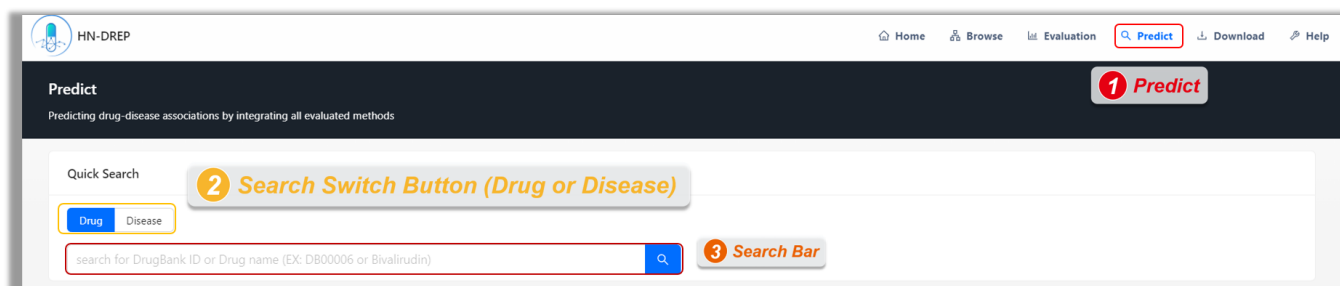 HN-DREP
Home Browse Evaluation Predict Download Help
1 Predict
Predict
Predicting drug-disease associations by integrating all evaluated methods
Quick Search
2 Search Switch Button (Drug or Disease)
Drug Disease
search for DrugBank ID or Drug name (EX: DB00006 or Bivalirudin)
3 Search Bar